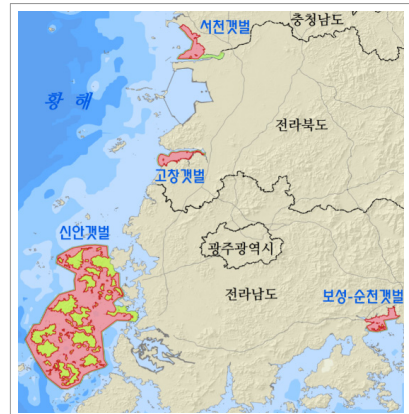 서천갯벌
충청남도
황 해
전라북도
고창갯벌
신안갯벌
광주광역시
전라남도
보성-순천갯벌